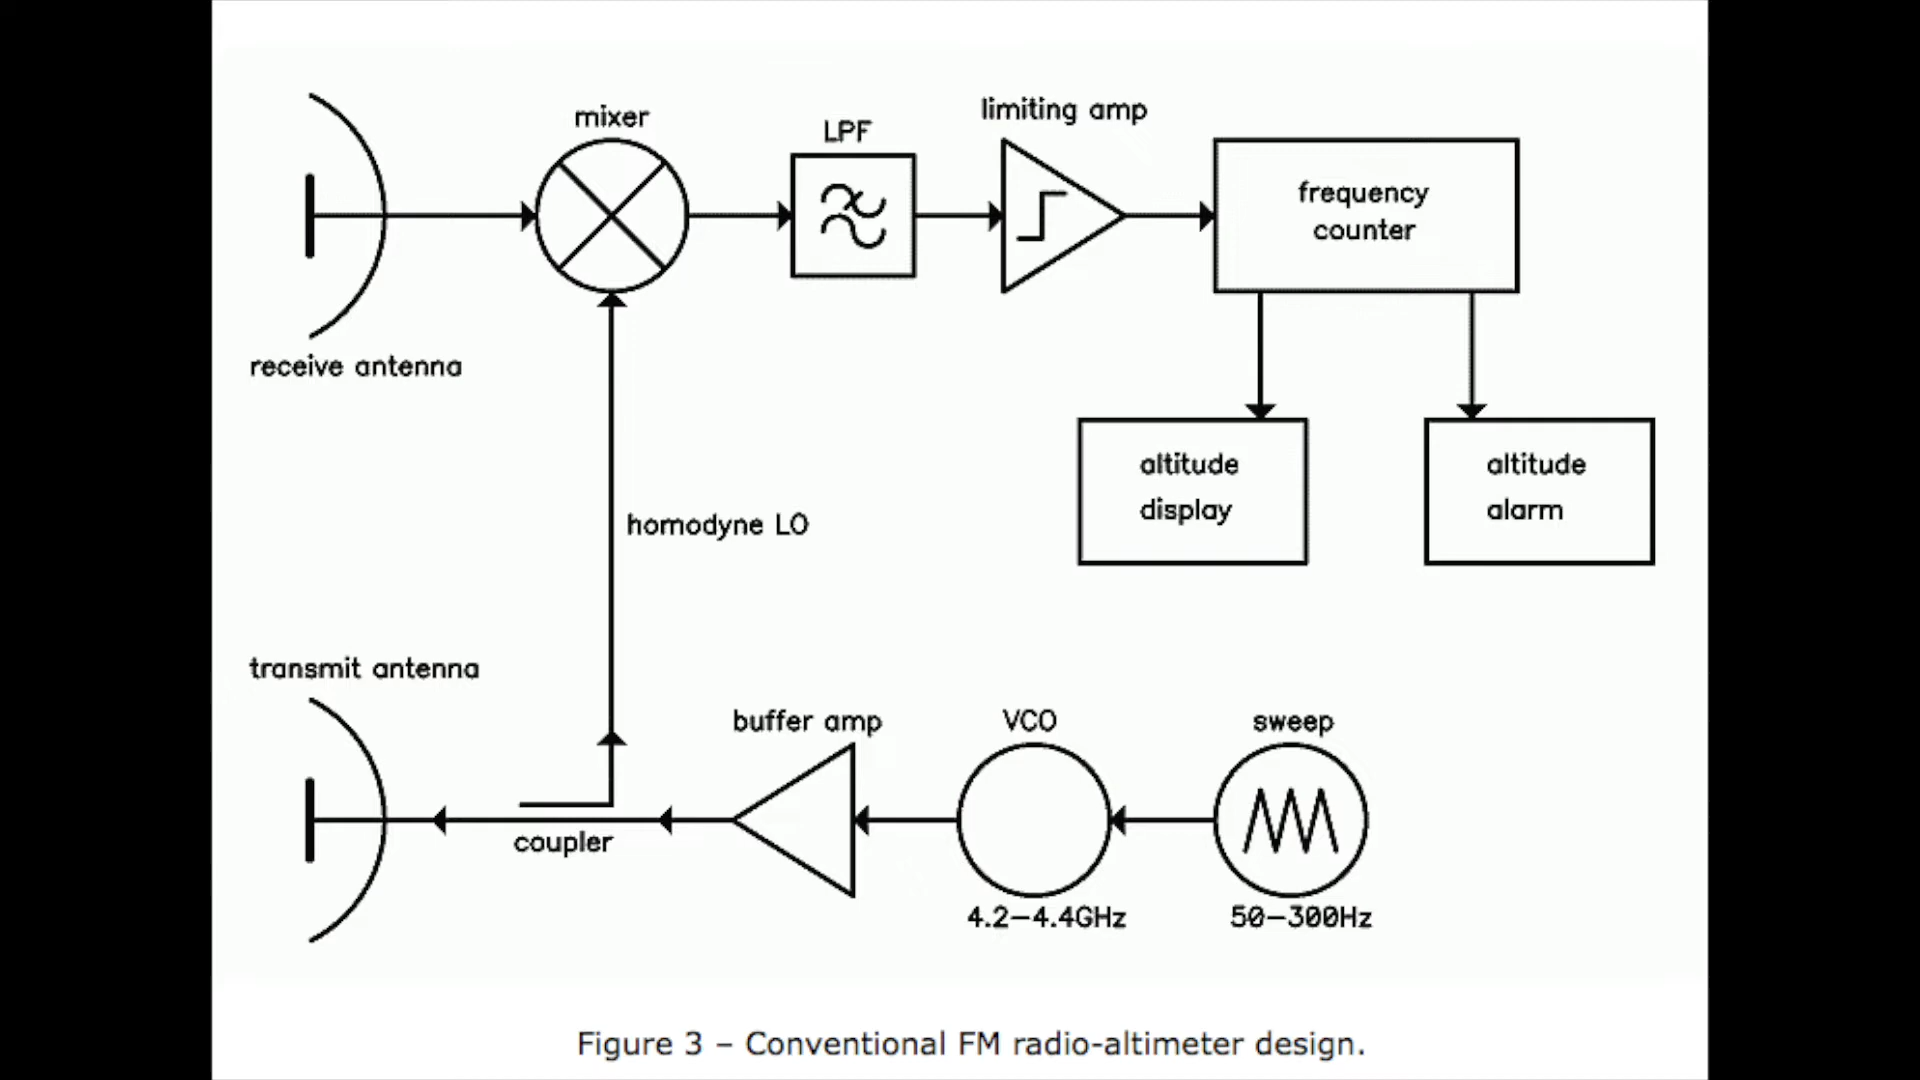 mixer
LPF
limiting amp
frequency
counter
receive antenna
altitude
display
altitude
alarm
homodyne LO
transmit antenna
buffer amp
VCO
sweep
coupler
4.2–4.4GHz
50–300Hz
Figure 3 – Conventional FM radio-altimeter design.